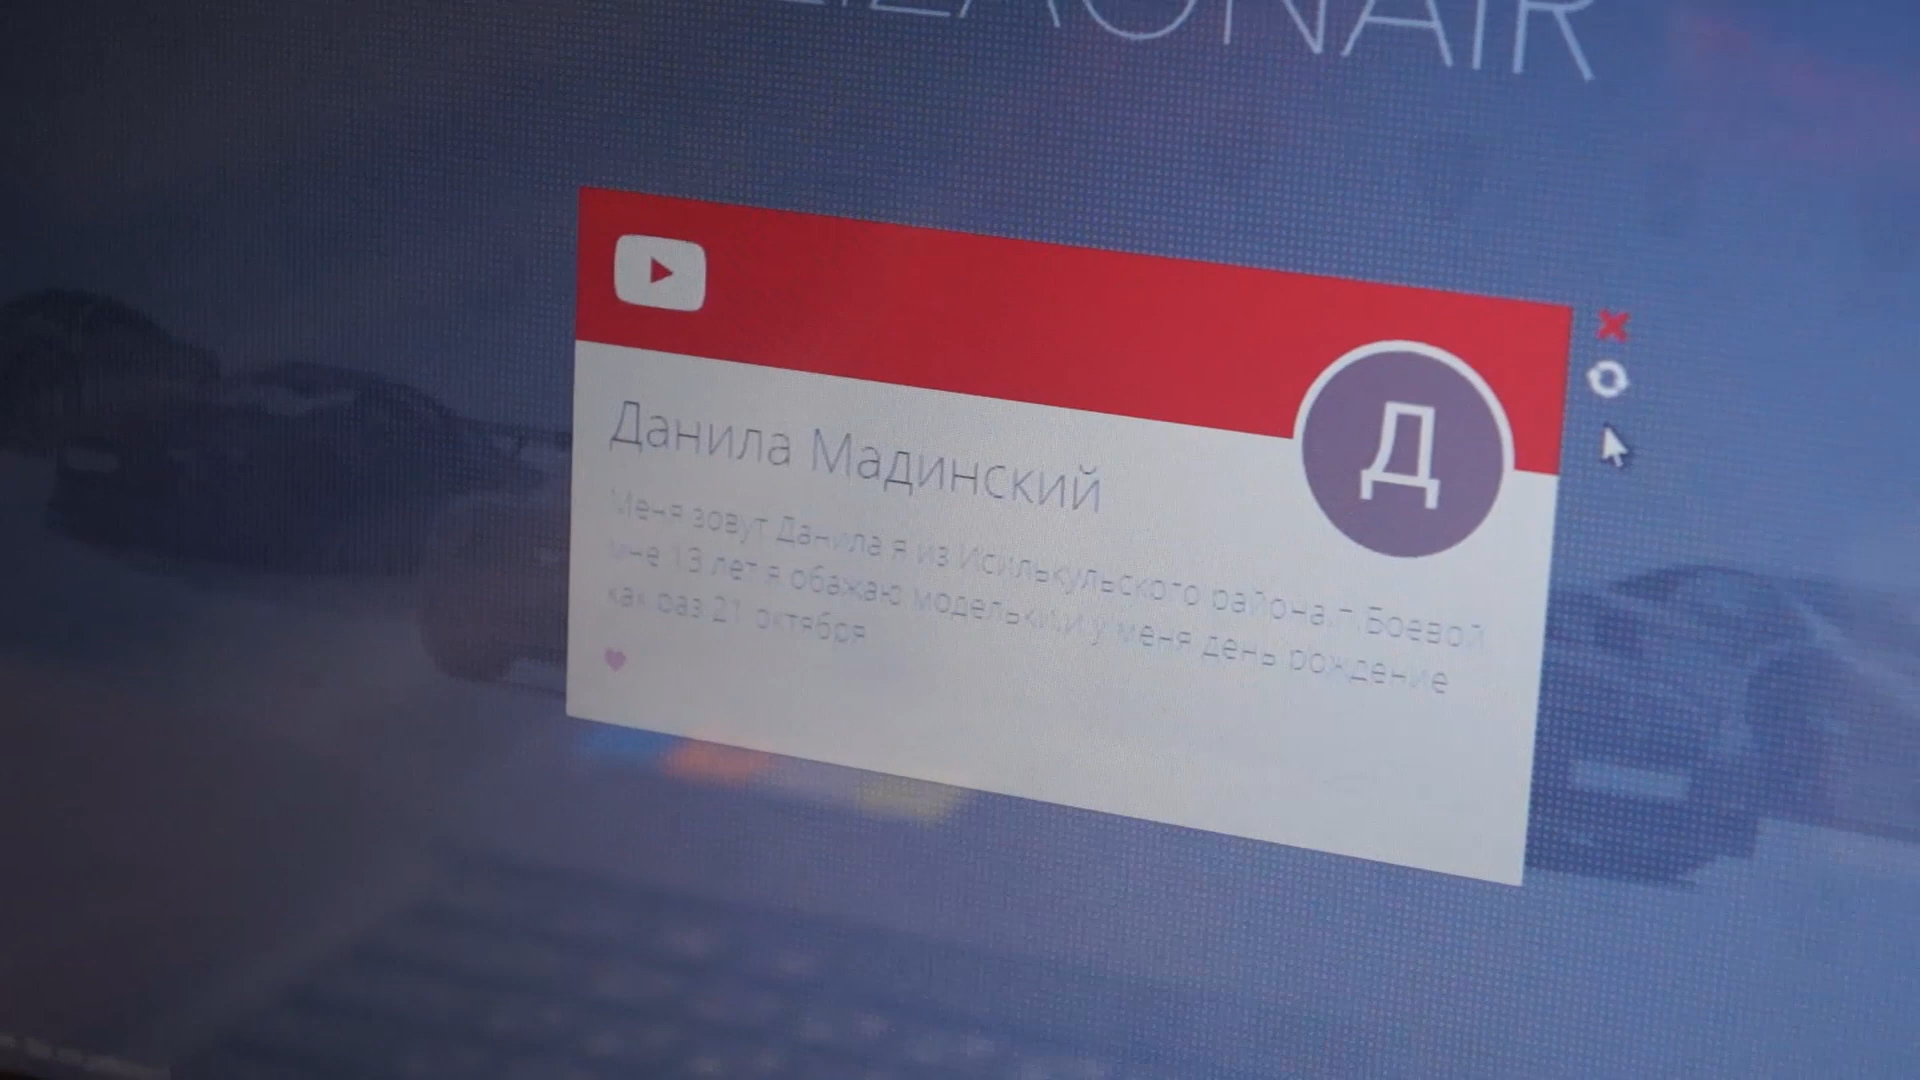 IZAONAIR
Данила Мадинский
Д
Меня зовут Данила я из Исилькульского района.п.Боевой
мне 13 лет я обажаю модельки и у меня день рождение
как раз 21 октября